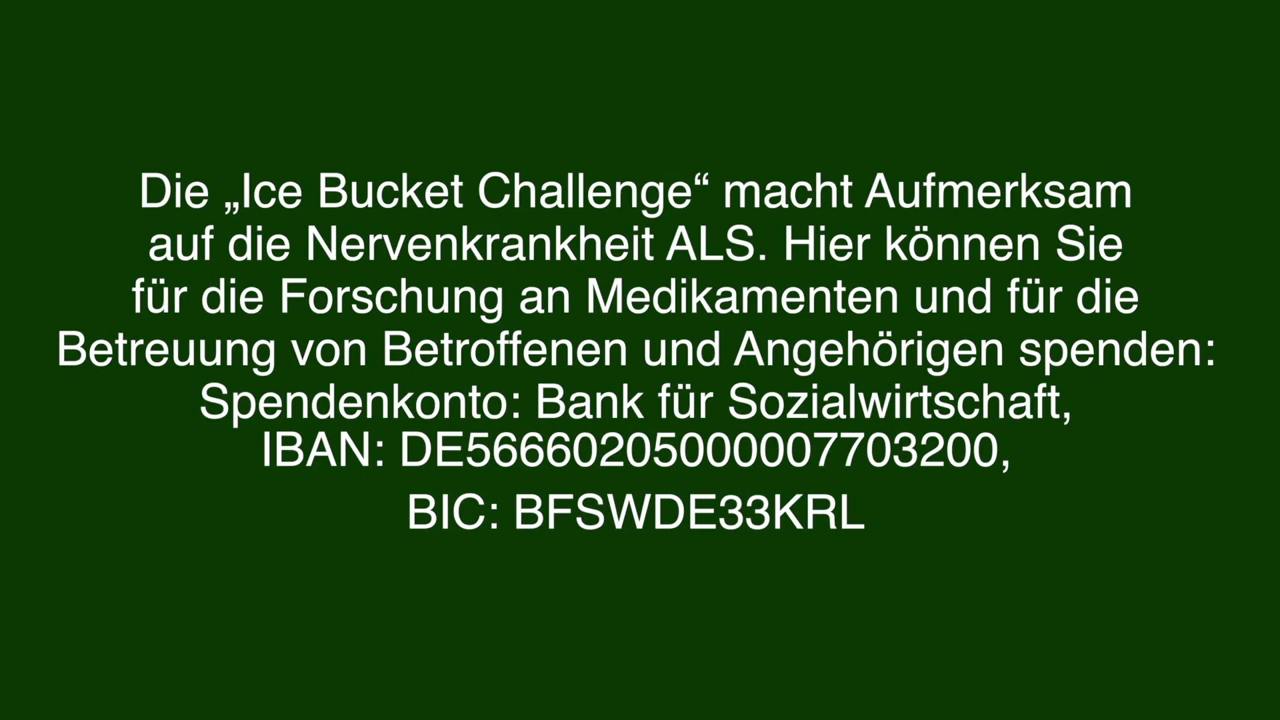 Die „Ice Bucket Challenge“ macht Aufmerksam
auf die Nervenkrankheit ALS. Hier können Sie
für die Forschung an Medikamenten und für die
Betreuung von Betroffenen und Angehörigen spenden:
Spendenkonto: Bank für Sozialwirtschaft,
IBAN: DE56660205000007703200,
BIC: BFSWDE33KRL